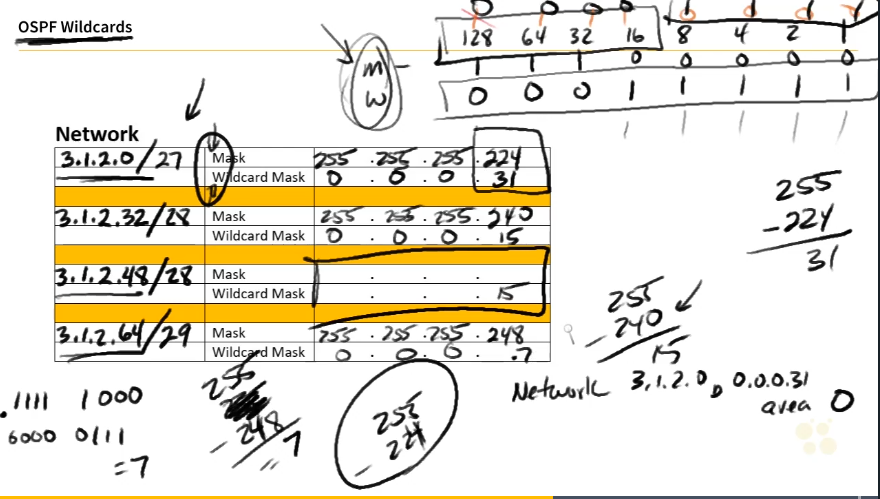 OSPF Wildcards
0 0 0 0
128 64 32 16 8 4 2 1
M 1 1 1 0 0 0 0 0
W 0 0 0 1 1 1 1 1
Network
3.1.2.0/27 Mask 255 .255 .255 .224
Wildcard Mask 0 . 0 . 0 . 31
3.1.2.32/28 Mask 255 . 255 . 255 . 240
Wildcard Mask 0 . 0 . 0 . 15
3.1.2.48/28 Mask . . .
Wildcard Mask . . . 15
3.1.2.64/29 Mask 255 . 255 . 255 . 248
Wildcard Mask 0 . 0 . 0 . 7
255
-224
31
255
-240
15
Network 3.1.2.0, 0.0.0.31
area 0
.1111 1000
0000 0111
=7
255
-248
7
255
-224